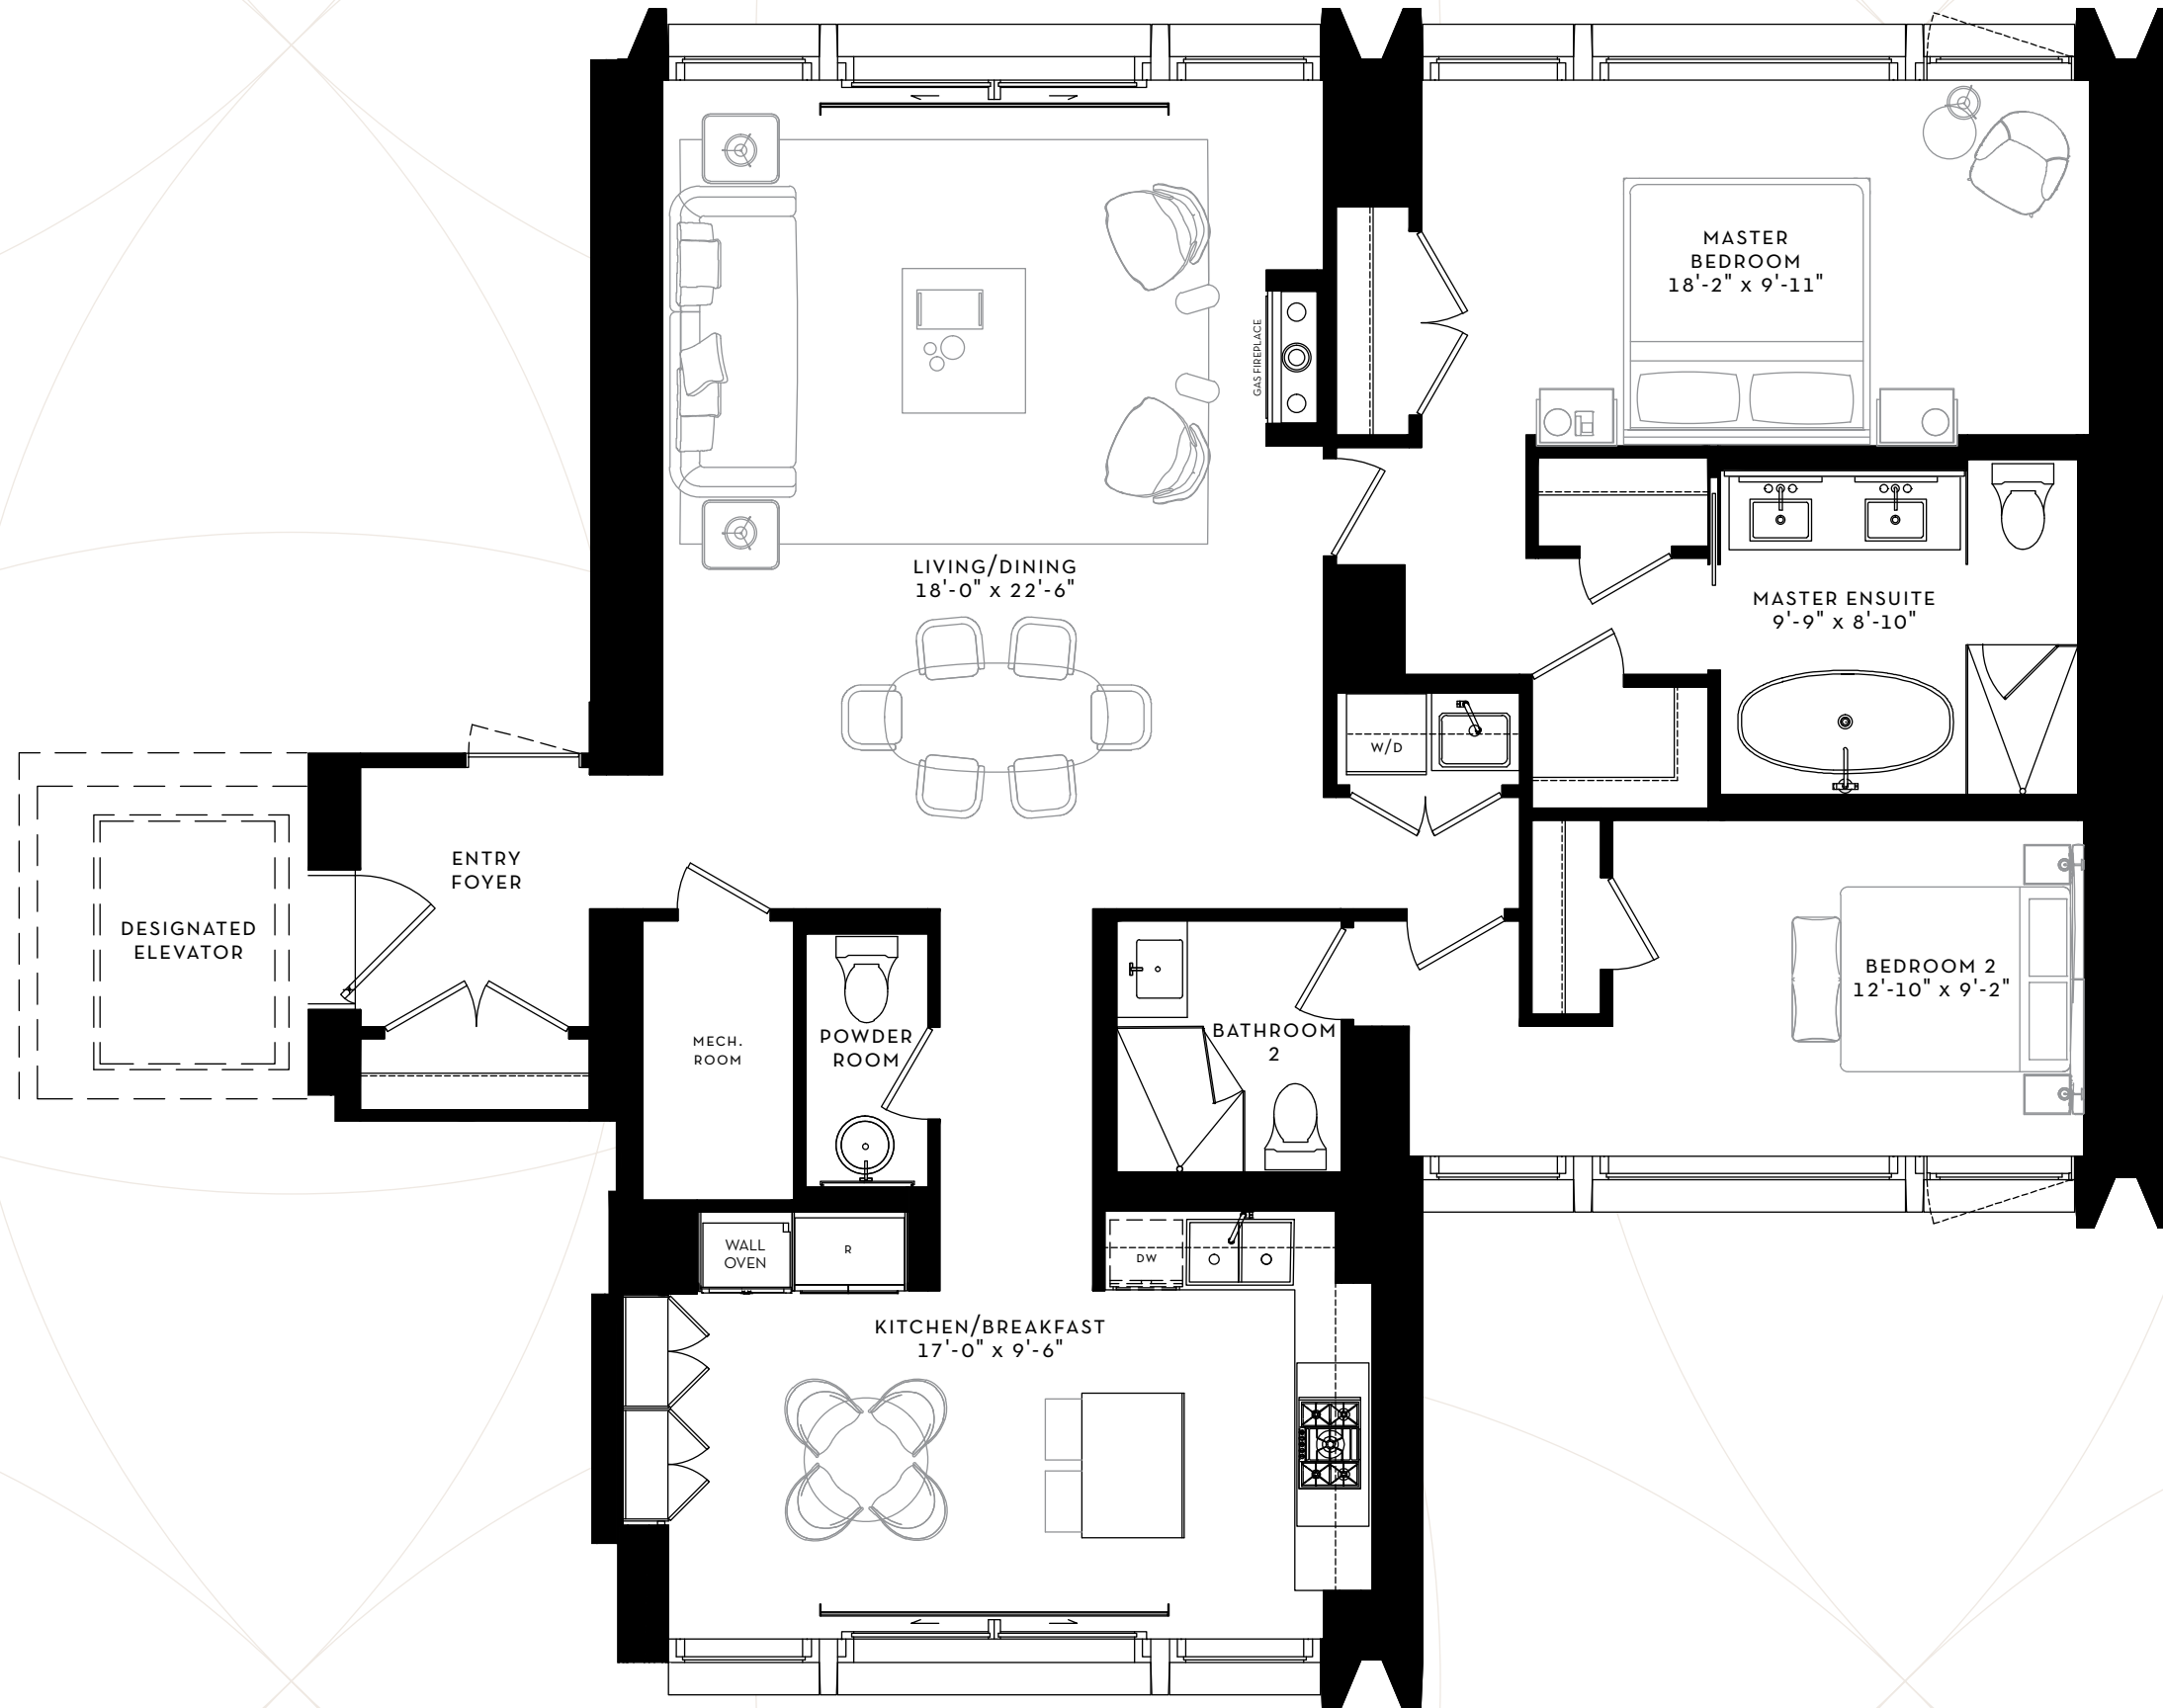 MASTER
BEDROOM
18'-2" x 9'-11"
GAS FIREPLACE
LIVING/DINING
18'-0" x 22'-6"
MASTER ENSUITE
9'-9" x 8'-10"
W/D
ENTRY
FOYER
DESIGNATED
ELEVATOR
BEDROOM 2
12'-10" x 9'-2"
MECH.
ROOM
POWDER
ROOM
BATHROOM
2
WALL
OVEN
R
DW
KITCHEN/BREAKFAST
17'-0" x 9'-6"